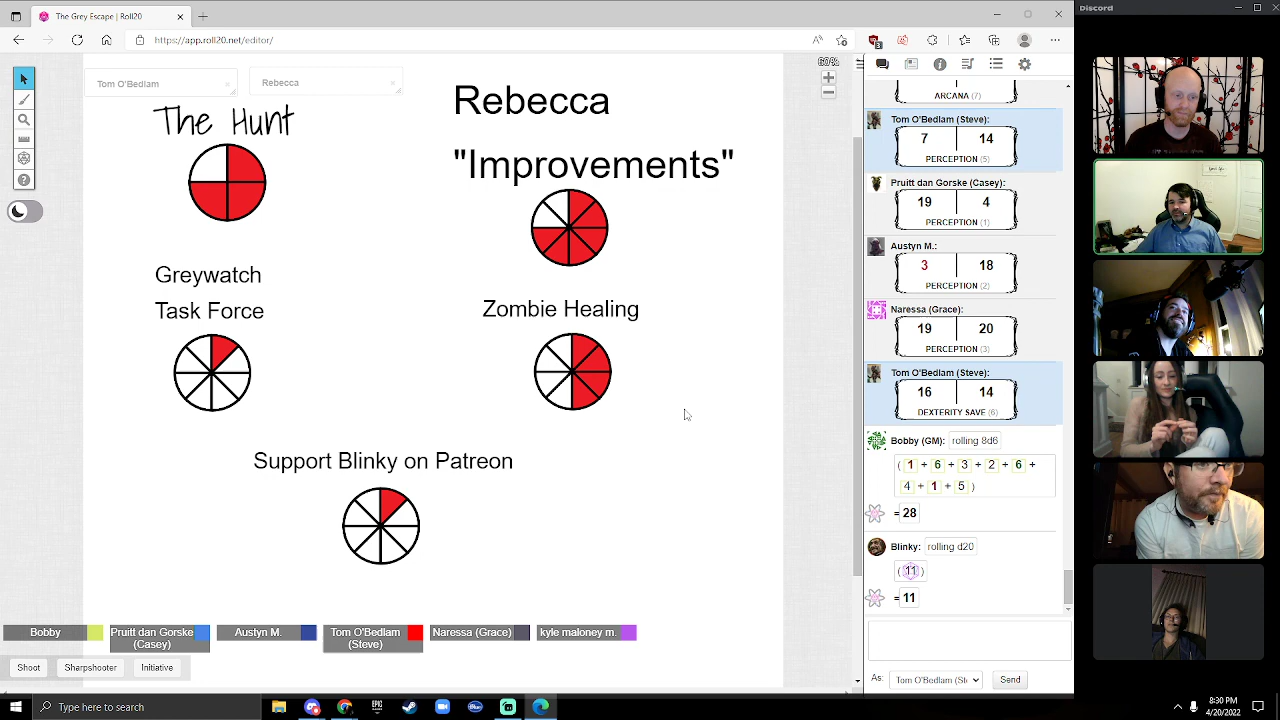 The Grey Escape | Roll20
Discord
https://app.roll20.net/editor/
60%
Tom O'Bedlam
Rebecca
The Hunt
Rebecca
"Improvements"
Greywatch
Task Force
Zombie Healing
Support Blinky on Patreon
ARCANA (7)
Tom O'Bedlam (Steve):
7 14
PERCEPTION (5)
Pruitt dan Gorske (Casey):
19 4
PERCEPTION (1)
Austyn M.:
3 18
PERCEPTION (2)
Naressa (Grace):
19 20
PERCEPTION (3)
Tom O'Bedlam (Steve):
16 14
DEXTERITY SAVE (6)
Bobby (GM): rolling 8d6
( 1 + 6 + 3 + 2 + 6 +
4 + 1 + 5 )
= 28
Blinky: rolling d20
( 11 )
= 11
Bobby
Pruitt dan Gorske
(Casey)
Austyn M.
Tom O'Bedlam
(Steve)
Naressa (Grace)
kyle maloney m.
Shoot
Sharpshooter
Initiative
As:
Tom O'Bedlam (Ste
Send
Type here to search
EPIC
8:30 PM
4/20/2022